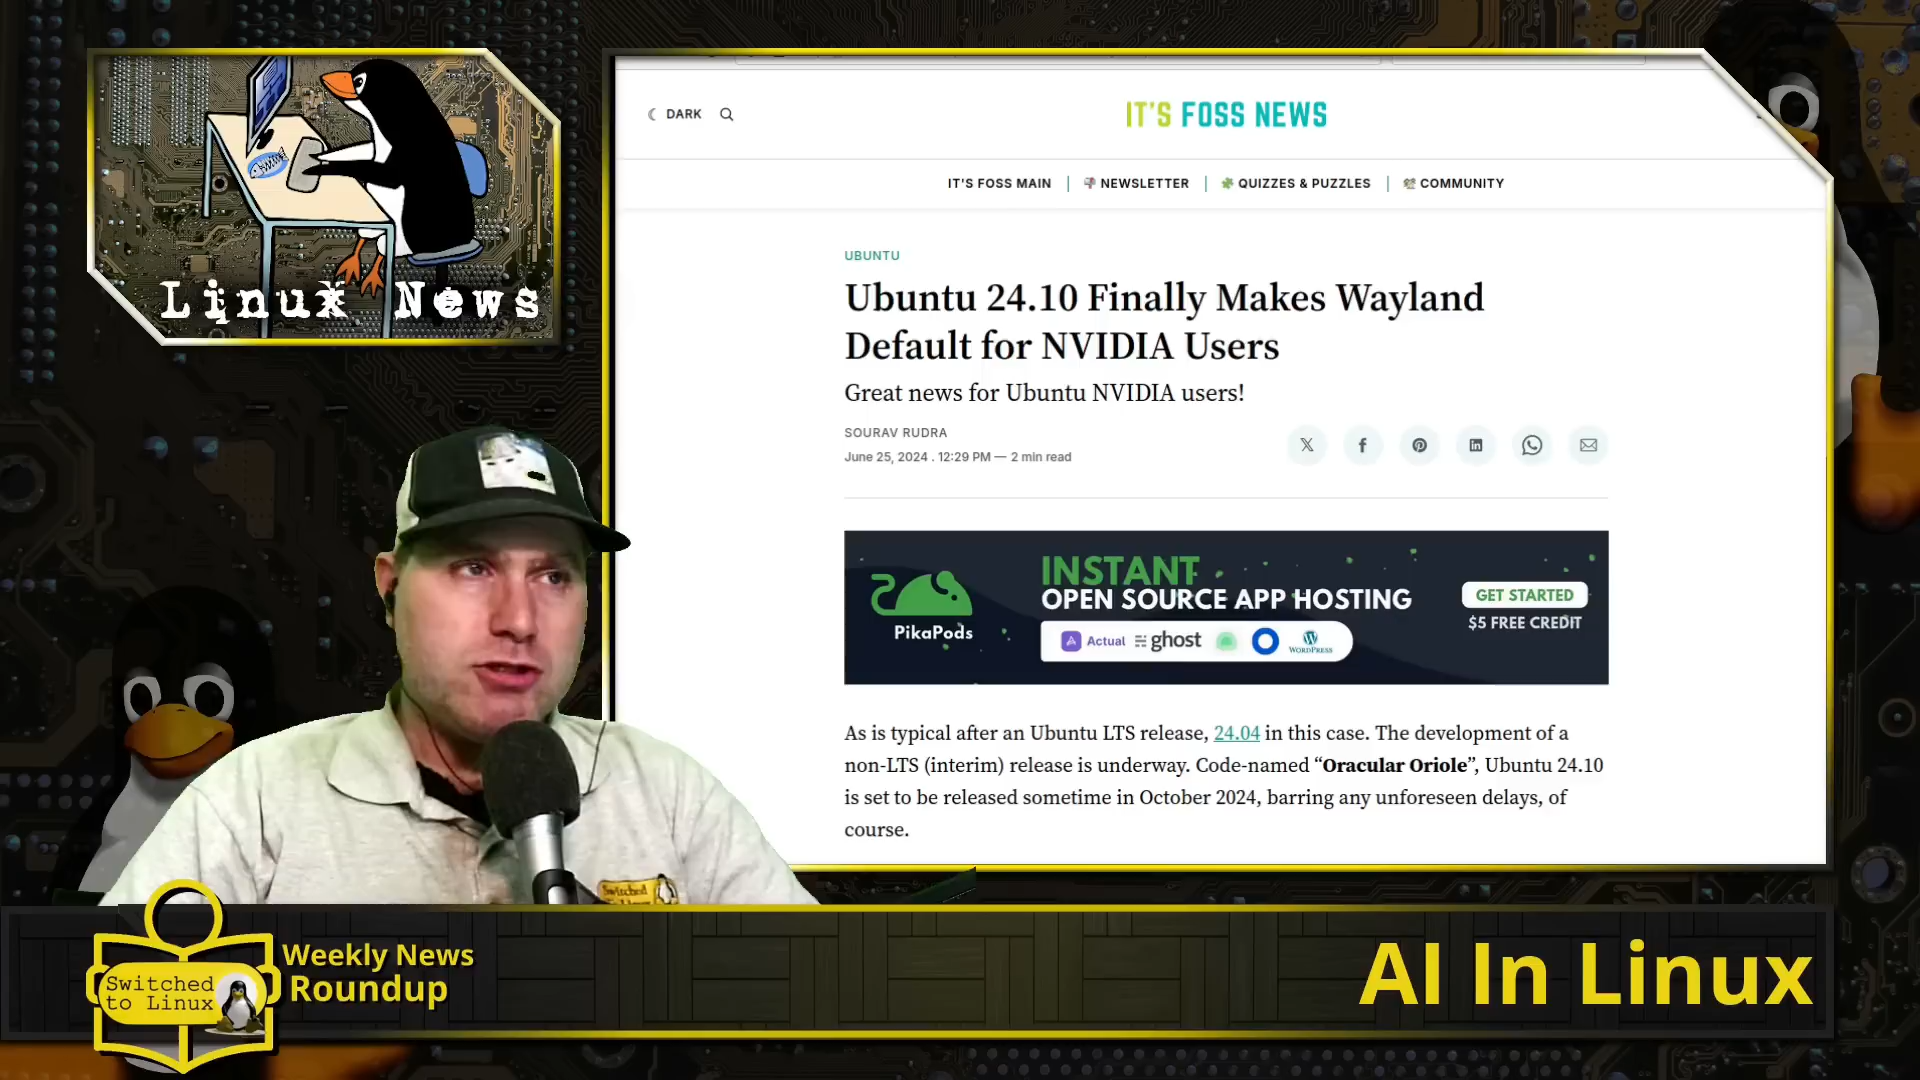 Linux News
DARK
IT'S FOSS NEWS
IT'S FOSS MAIN
NEWSLETTER
QUIZZES & PUZZLES
COMMUNITY
UBUNTU
Ubuntu 24.10 Finally Makes Wayland
Default for NVIDIA Users
Great news for Ubuntu NVIDIA users!
SOURAV RUDRA
June 25, 2024 . 12:29 PM — 2 min read
INSTANT
OPEN SOURCE APP HOSTING
PikaPods
Actual
ghost
WORDPRESS
GET STARTED
$5 FREE CREDIT
As is typical after an Ubuntu LTS release, 24.04 in this case. The development of a
non-LTS (interim) release is underway. Code-named “Oracular Oriole”, Ubuntu 24.10
is set to be released sometime in October 2024, barring any unforeseen delays, of
course.
Switched
Switched
to Linux
Weekly News
Roundup
AI In Linux